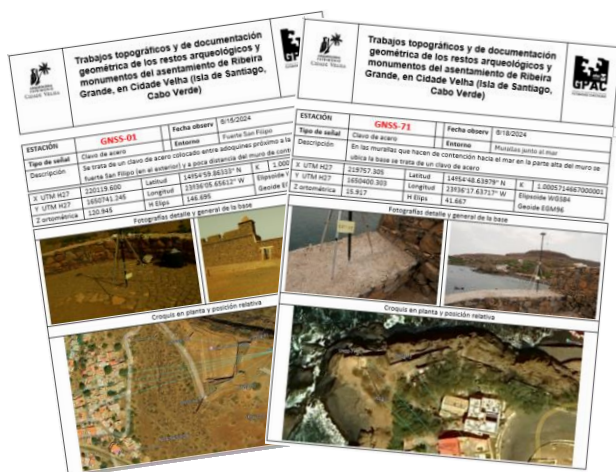 CIDADE VELHA
Trabajos topográficos y de documentación
geométrica de los restos arqueológicos y
monumentos del asentamiento de Ribeira
Grande, en Cidade Velha (Isla de Santiago,
Cabo Verde)
GPAC
ESTACIÓN GNSS-01 Fecha observ 8/15/2024
Tipo de señal Clavo de acero Entorno Fuerte San Filipo
Descripción Se trata de un clavo de acero colocado entre adoquines próximo a la
fuerte San Filipo (en el exterior) y a poca distancia del muro de
X UTM H27 220119.600 Latitud 14º54'59.86333" N K
Y UTM H27 1650741.245 Longitud 23º36'05.65612" W Elipsoide
Z ortométrica 120.945 H Elips 146.695 Geoide
Fotografías detalle y general de la base
Croquis en planta y posición relativa
CIDADE VELHA
Trabajos topográficos y de documentación
geométrica de los restos arqueológicos y
monumentos del asentamiento de Ribeira
Grande, en Cidade Velha (Isla de Santiago,
Cabo Verde)
GPAC
ESTACIÓN GNSS-71 Fecha observ 8/18/2024
Tipo de señal Clavo de acero Entorno Murallas junto al mar
Descripción En las murallas que hacen de contención hacia el mar en la parte alta del muro se
ubica la base se trata de un clavo de acero
X UTM H27 219757.305 Latitud 14º54'48.63979" N K 1.0005714667000001
Y UTM H27 1650400.303 Longitud 23º36'17.63717" W Elipsoide WGS84
Z ortométrica 15.917 H Elips 41.667 Geoide EGM96
Fotografías detalle y general de la base
Croquis en planta y posición relativa